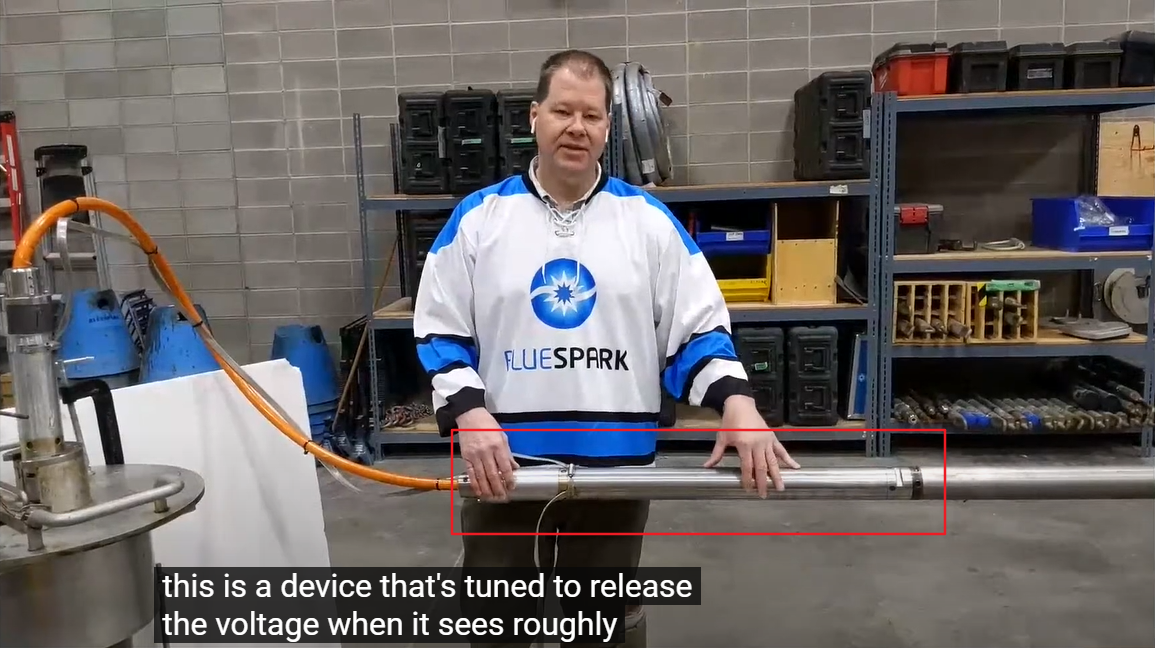 BLUESPARK
this is a device that's tuned to release
the voltage when it sees roughly